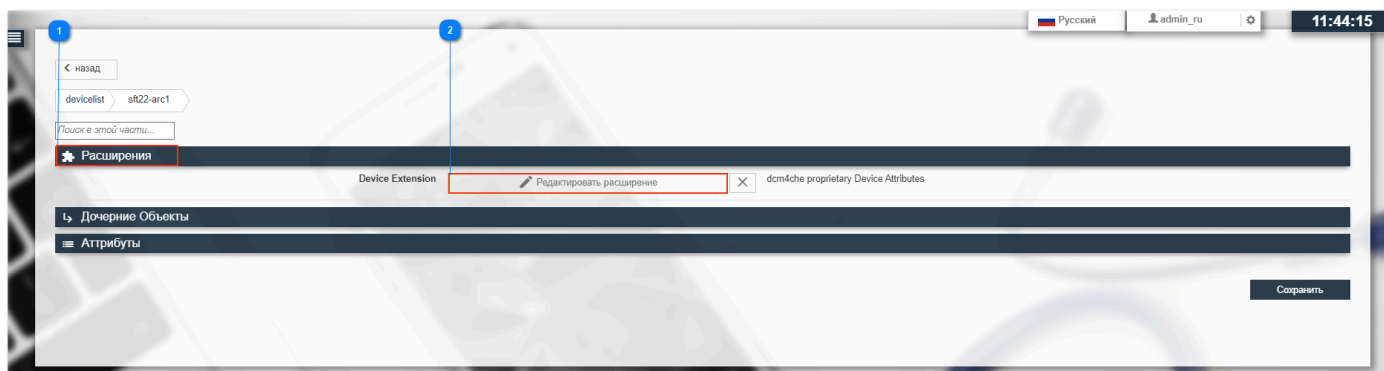 Русский admin_ru 11:44:15
1 2
назад
devicelist sft22-arc1
Поиск в этой части...
Расширения
Device Extension Редактировать расширение dcm4che proprietary Device Attributes
Дочерние Объекты
Аттрибуты
Сохранить